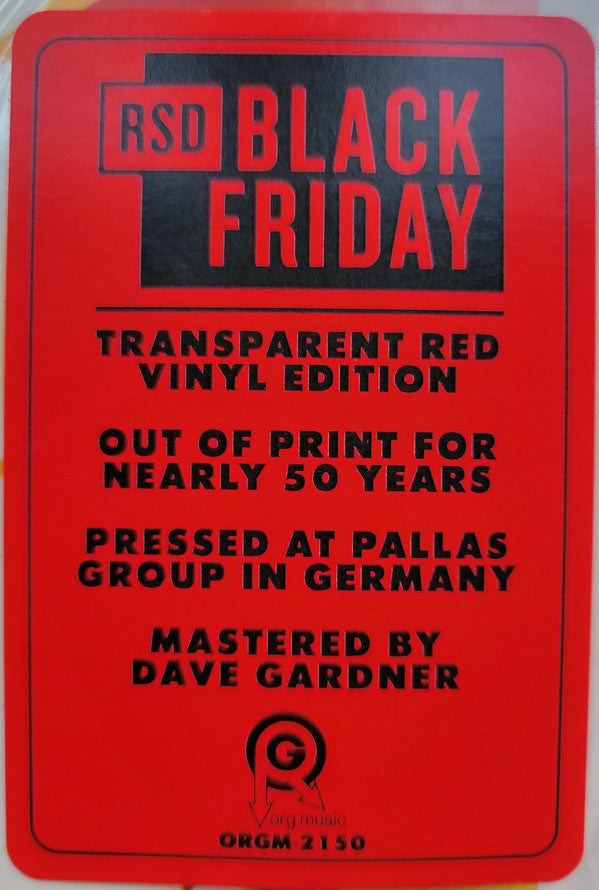 RSD BLACK
FRIDAY
TRANSPARENT RED
VINYL EDITION
OUT OF PRINT FOR
NEARLY 50 YEARS
PRESSED AT PALLAS
GROUP IN GERMANY
MASTERED BY
DAVE GARDNER
ORG
org music
ORGM-2150